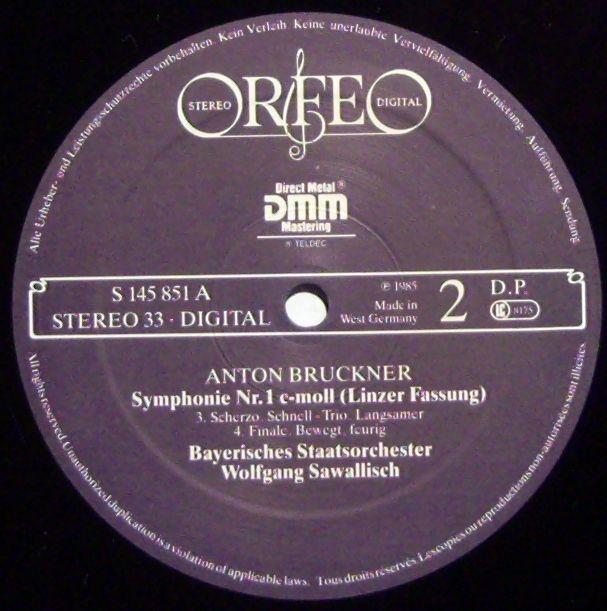 Alle Urheber- und Leistungsschutzrechte vorbehalten. Kein Verleih. Keine unerlaubte Vervielfältigung, Vermietung, Aufführung, Sendung.
STEREO ORFEO DIGITAL
Direct Metal ®
DMM
Mastering
® TELDEC
S 145 851 A
STEREO 33 · DIGITAL
℗ 1985
Made in
West Germany
2
D.P.
LC 8175
ANTON BRUCKNER
Symphonie Nr. 1 c-moll (Linzer Fassung)
3. Scherzo. Schnell - Trio. Langsamer
4. Finale. Bewegt, feurig
Bayerisches Staatsorchester
Wolfgang Sawallisch
All rights reserved. Unauthorized duplication is a violation of applicable laws. Tous droits réservés. Les copies ou reproductions non-autorisées sont illicites